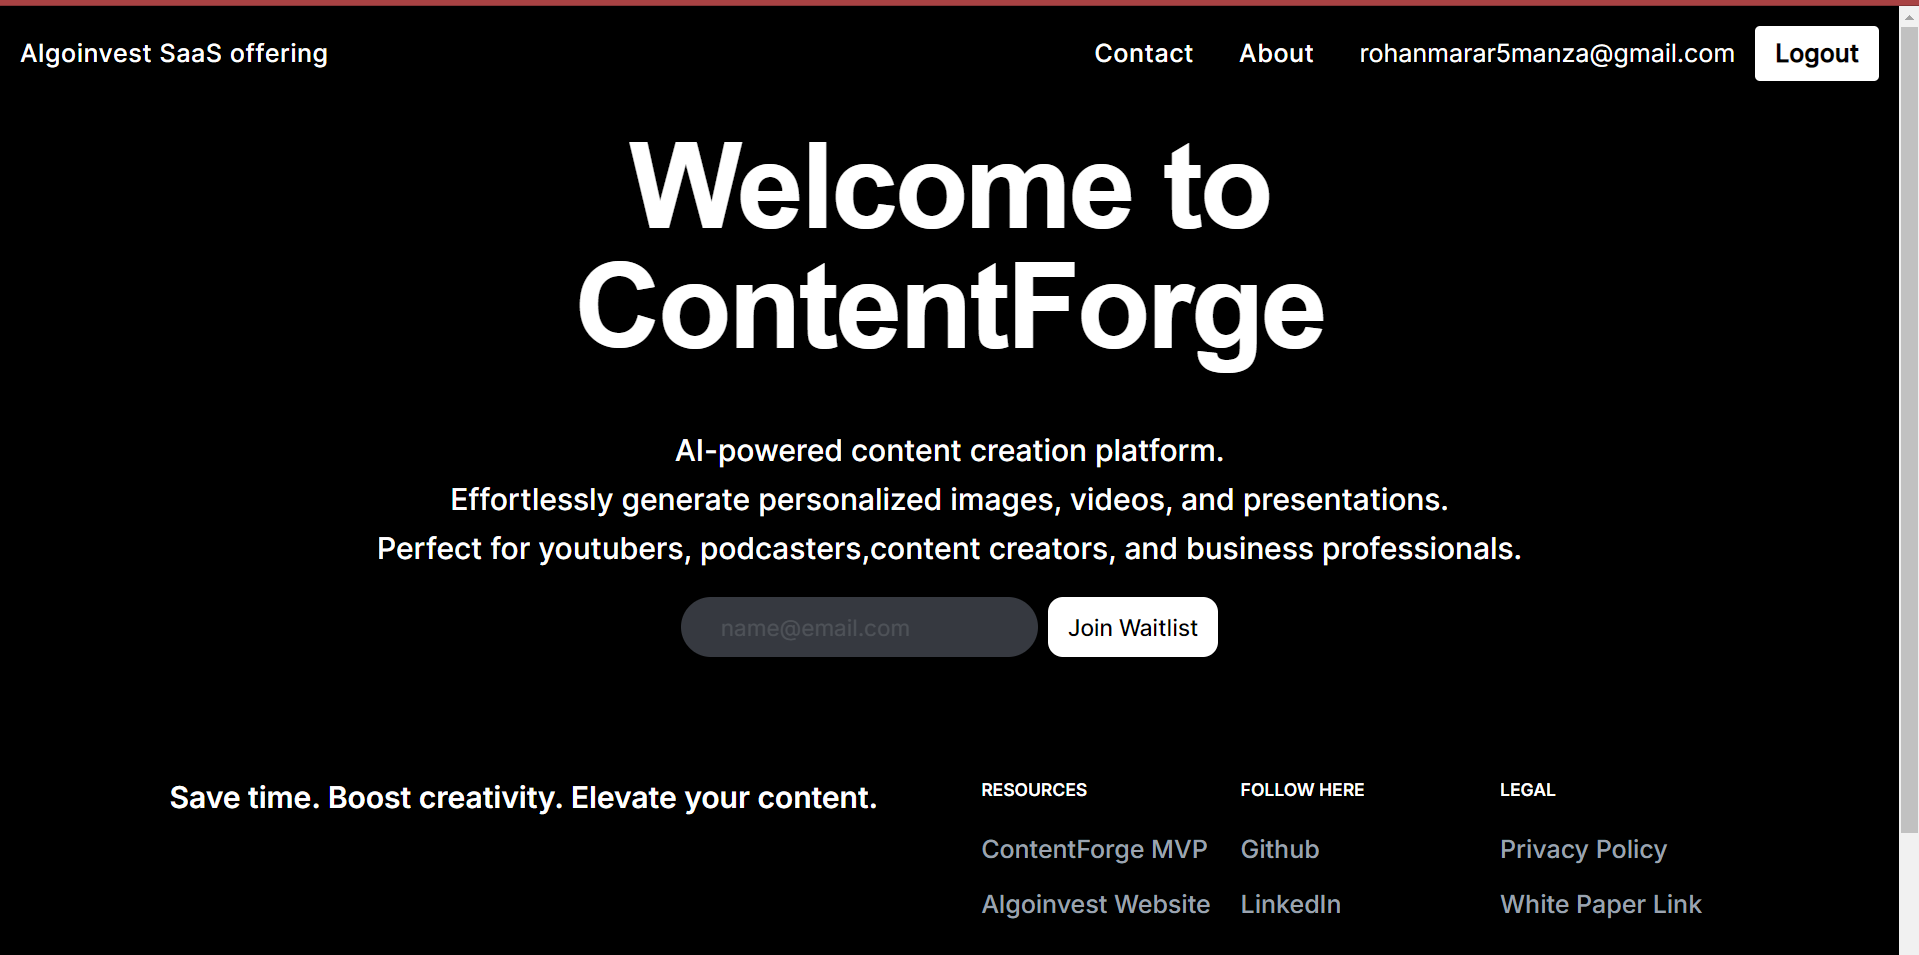 Algoinvest SaaS offering
Contact
About
rohanmarar5manza@gmail.com
Logout
Welcome to
ContentForge
AI-powered content creation platform.
Effortlessly generate personalized images, videos, and presentations.
Perfect for youtubers, podcasters,content creators, and business professionals.
name@email.com
Join Waitlist
Save time. Boost creativity. Elevate your content.
RESOURCES
ContentForge MVP
Algoinvest Website
FOLLOW HERE
Github
LinkedIn
LEGAL
Privacy Policy
White Paper Link